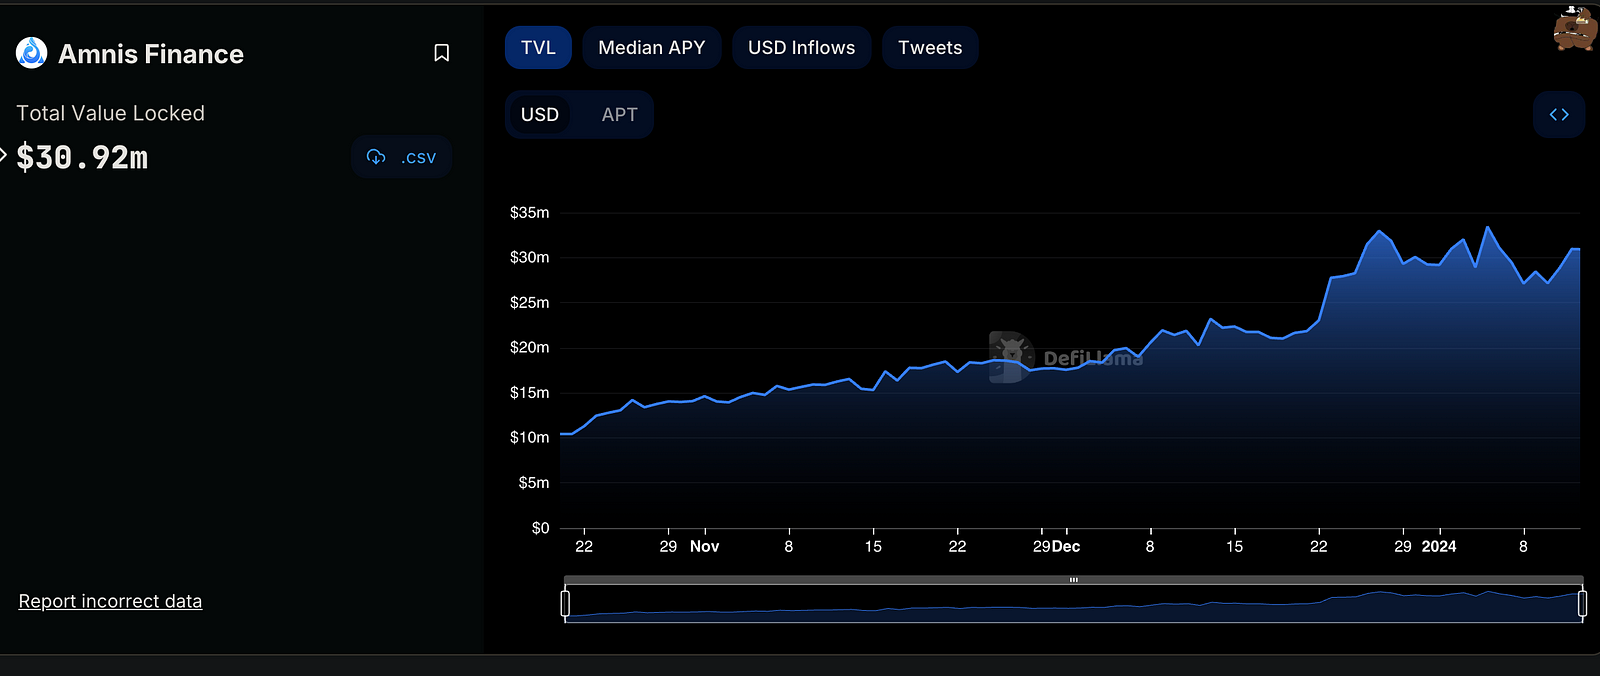 Amnis Finance
Total Value Locked
$30.92m
.csv
Report incorrect data
TVL Median APY USD Inflows Tweets
USD APT
$35m
$30m
$25m
$20m
$15m
$10m
$5m
$0
DefiLlama
22 29 Nov 8 15 22 29 Dec 8 15 22 29 2024 8